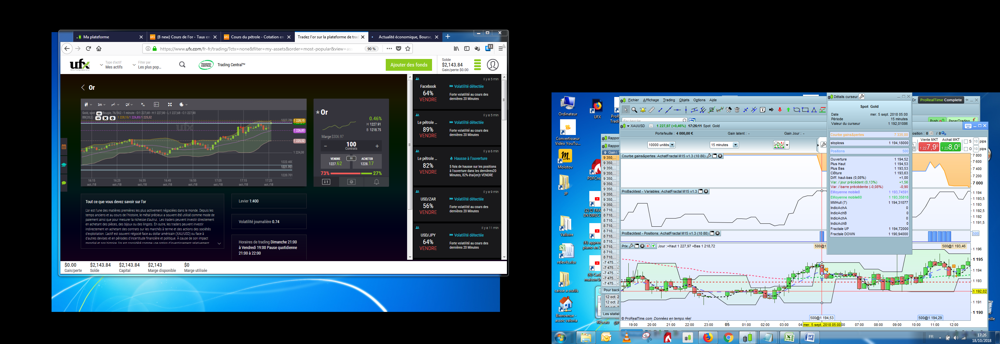 Ma plateforme
(8 new) Cours de l'or - Taux en
Cours du pétrole - Cotation en
Tradez l'or sur la plateforme de trad
Actualité économique, Bourse,
https://www.ufx.com/fr-fr/trading/?ctx=none&filter=my-assets&order=most-popular&view=as
90 %
11
ufx
Type d'actif
Mes actifs
Filter par
Les plus pop...
TRADING CENTRAL
Trading Central™
Ajouter des fonds
Solde
$2,143.84
Gain/perte $0.00
Or
1m
Gold, spot
Bougie, 76/562 - 1 minute - O:1 227,68 - H:1 227,90 - L:1 227,68 - C:1 227,90
BB(20;2)
1 228,15/1 226,83/1 225,52
ufx
1 228,15
1 226,83
1 225,52
1 224,00
1220.701
16:15
16:25
16:35
16:45
16:55
17:05
17:15
17:25
oct./18
oct./18
oct./18
oct./18
oct./18
oct./18
oct./18
oct./18
Or
0.46%
H 1227.91
B 1218.75
Marge $306.97
100
Contrats
VENDRE
1227.62
55
ACHETER
1228.17
73%
27%
Tout ce que vous devez savoir sur l'or
L'or est l'une des matières premières les plus activement négociées dans le monde. Depuis les
temps anciens et au cours de l'histoire, le métal précieux a souvent été utilisé comme mode de
paiement ainsi que pour mesurer la richesse d'autrui. Les traders peuvent investir directement
en achetant des pièces, des bijoux ou des lingots. En outre, les traders peuvent investir
indirectement en achetant des contrats sur les marchés à terme et des actions des sociétés
d'exploitation. L'actif est souvent négocié face au dollar américain (XAU/USD) ou face à
d'autres devises et en périodes d'incertitude financière et politique. À cause de son impact
mondial et son histoire, l'or est considéré comme une option d'investissement relativement
Levier 1:400
Volatilité journalière 0.74
Horaires de trading Dimanche 21:00
à Vendredi 19:00 Pause quotidienne
21:00 à 22:00
Il y a 5 min
Facebook
64%
VENDRE
Volatilité détectée
Forte volatilité au cours des
dernières 20 Minutes
Il y a 5 min
Le pétrole ...
89%
VENDRE
Volatilité détectée
Forte volatilité au cours des
dernières 20 Minutes
Il y a 6 min
Le pétrole ...
82%
VENDRE
Hausse à l'ouverture
5 fois de hausse sur les positions
à l'ouverture dans les dernières20
Minutes, 82% étai(en)t VENDRE
Il y a 9 min
USD/ZAR
56%
VENDRE
Volatilité détectée
Forte volatilité au cours des
dernières 20 Minutes
Il y a 11 min
USD/JPY
64%
VENDRE
Volatilité détectée
Forte volatilité au cours des
dernières 20 Minutes
$0.00
Gain/perte
$2,143.84
Solde
$2,143.84
Capital
$2,143
Marge disponible
$0
Marge utilisée
Ordinateur
UFX
Convertisseur
Vidéo YouTu...
Molotov
PDFCrea
JP
EN DIRECT
Valloire
(4) appren
piano en 2
relevés.xlsx
(4) Cad
maison In
caisse a outils
Bienvenue -
assoc valoria
Réseau
Fichier Affichage Trading Objets Options Aide
Recherche
Or
ProRealTime Complete
Push
PaperTrading
XAUUSD
1 227,97 (+0,46%) 17:26:11 Spot Gold
Portefeuille : 4 000,00 €
Gain latent : -
Gain Jour : -
osition : 0 / 0
10000 unités
15 minutes
Vente MKT
Achat MKT
1 227,9⁵
1 228,0⁰
S 10 pips
O 10 pips
Rappor
Rappor
Gain
9 350,...
9 350,...
9 350,...
9 350,...
9 350,...
9 350,...
9 350,...
9 350,...
9 350,...
9 350,...
8 710,...
8 710,...
8 710,...
8 710,...
8 710,...
8 710,...
8 710,...
8 710,...
8 710,...
8 710,...
-7 475...
-7 475...
-7 475...
-7 475...
-7 475...
Pour back
12 oct. 2
12 oct. 2
Les statist
Courbe gains&pertes: AchatFractal M15 v1.3 (10 80)
7 800
7 600
7 400
7 200
7 000
ProBacktest - Variables: AchatFractal M15 v1.3
1 194
1 193,5
1 193
1 192,5
1 192
1 191,5
ProBacktest - Positions: AchatFractal M15 v1.3 (10 80)
500
Prix
Jour :+Haut 1 227,97 +Bas 1 218,72
500@1
500@1 193,46
1 196
1 195
1 194
1 193
1 192,02
1 191
1 190
500@1 194,53
500@1 194,29
© ProRealTime.com Données en temps réel
19:00
20:00
21:00
22:00
23:00
05
01:00
02:00
03:00
04
mer. 5 sept. 2018 05:00
07:00
08:00
09:00
10:00
11:00
12:00
Détails curseur
Spot Gold
Date mer. 5 sept. 2018 05:00
Période 15 minutes
Valeur du curseur 1 192,01086
Courbe gains&pertes 7 335,00
stoploss 1 194,18000
Positions 500
Ouverture 1 194,52
Plus Haut 1 194,53
Plus Bas 1 193,53
Clôture 1 193,63
Diff. haut-bas (0,08%) +1,00
Var. / jour précédent (0,13%) +1,56
Var. / barre précédente (-0,08%) -0,90
EMoyenne mobile8 1 193,74591
EMoyenne mobile60 1 193,35818
MMHull (7) 1 194,31077
IndicAchA 0
IndicAchB 0
IndicAchA 0
IndicAchB 0
Fractale UP 1 194,72000
Fractale DOWN 1 190,94000
FR
17:26
18/10/2018